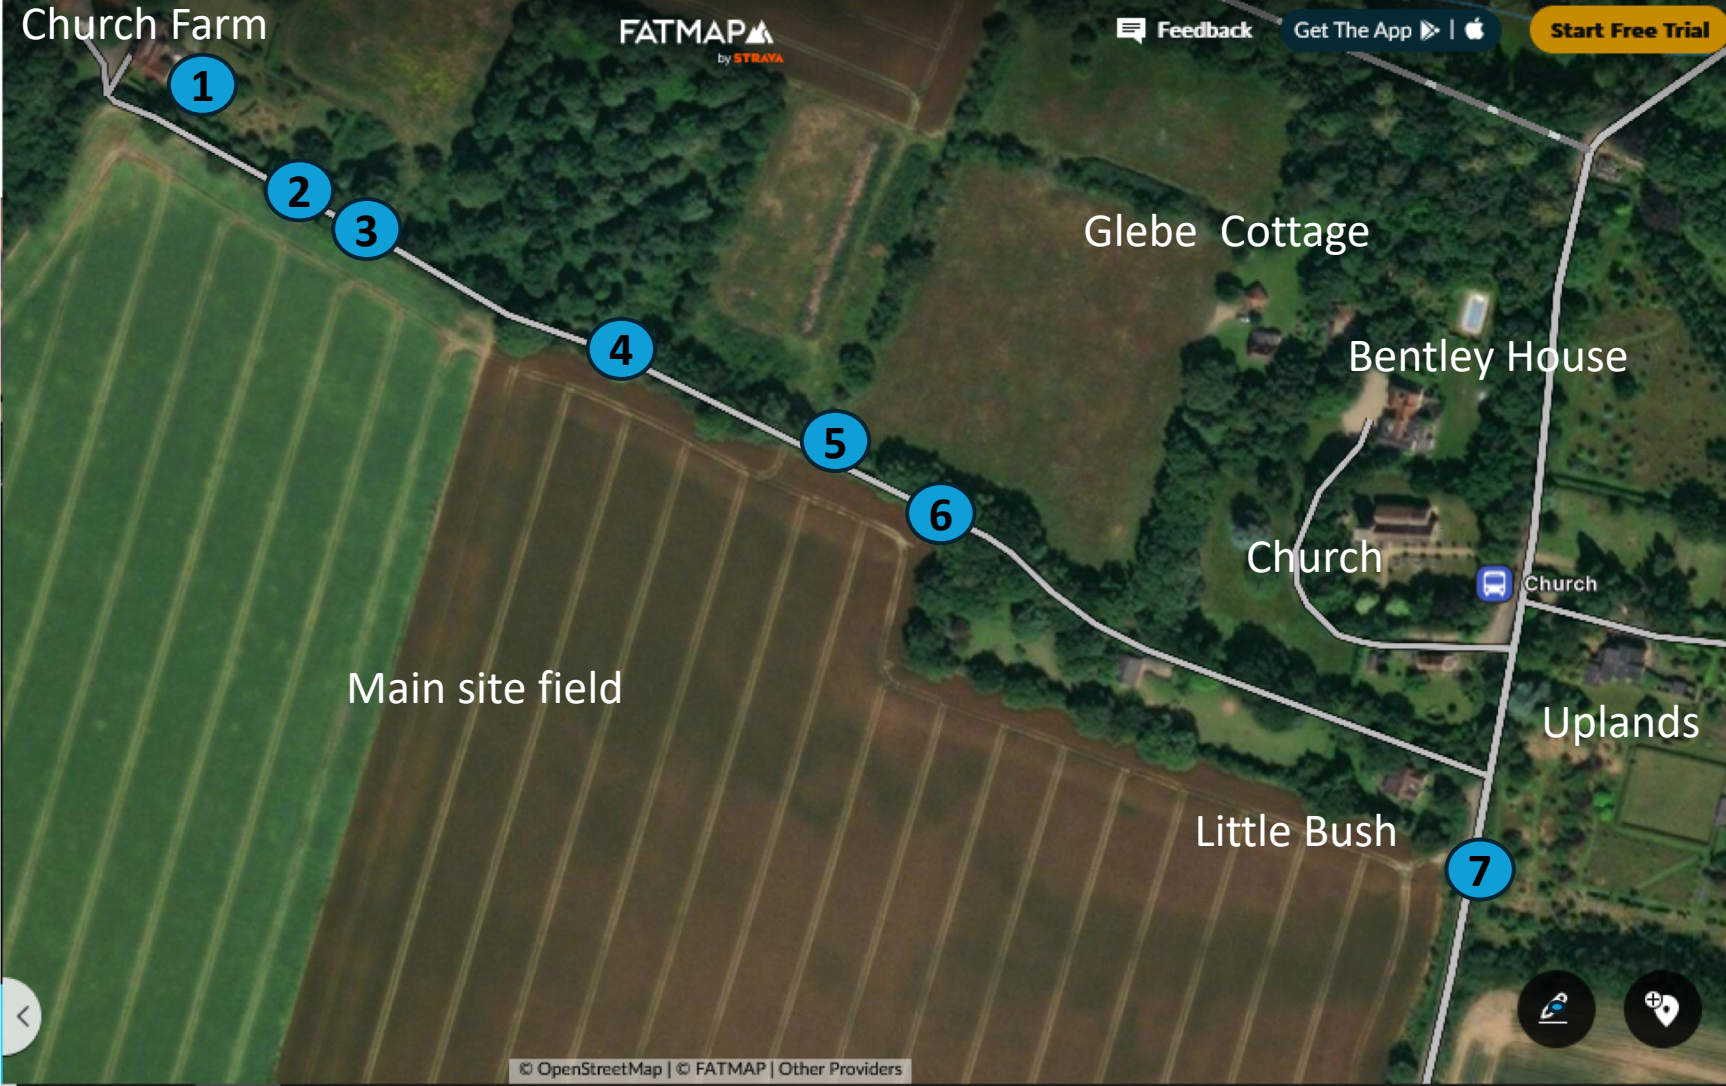 Church Farm
FATMAP
by STRAVA
Feedback
Get The App
Start Free Trial
1
2
3
Glebe  Cottage
4
Bentley House
5
6
Church
Church
Main site field
Uplands
Little Bush
7
© OpenStreetMap | © FATMAP | Other Providers